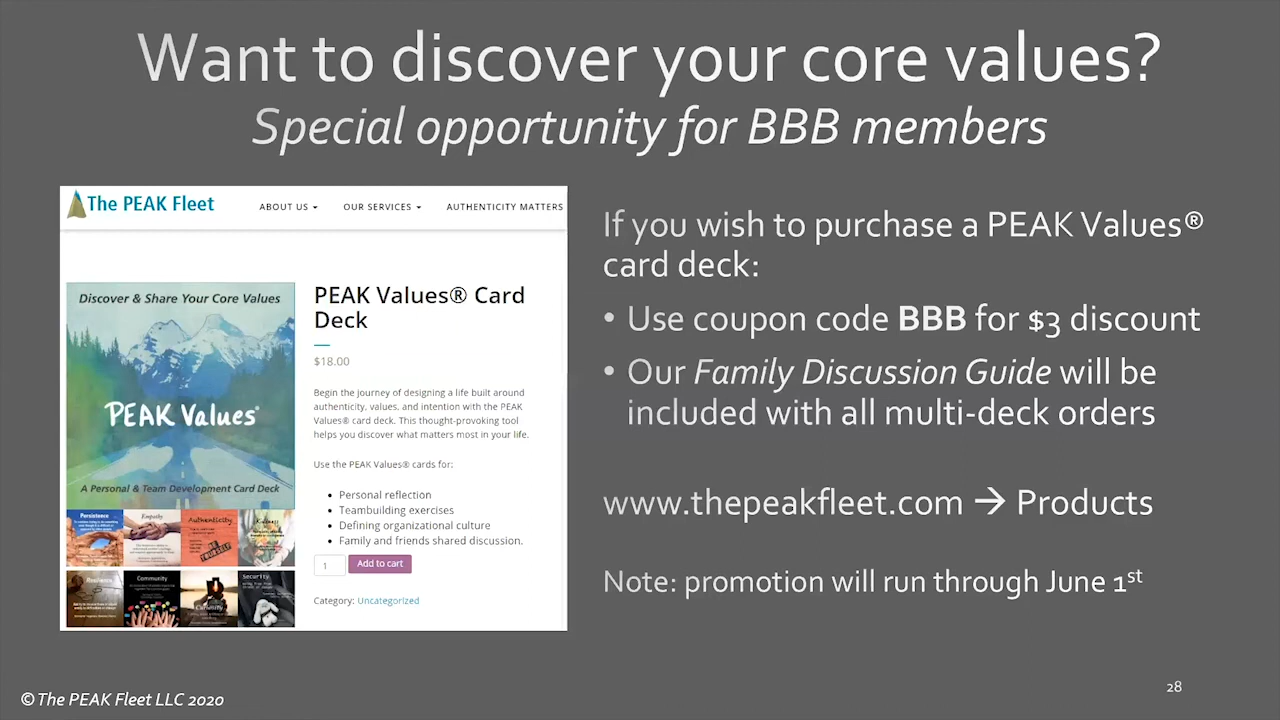 Want to discover your core values?
Special opportunity for BBB members
The PEAK Fleet
ABOUT US
OUR SERVICES
AUTHENTICITY MATTERS
Discover & Share Your Core Values
PEAK Values®
A Personal & Team Development Card Deck
Persistence
Empathy
Authenticity
BE YOURSELF
Kindness
Resilience
Community
Curiosity
Security
PEAK Values® Card
Deck
$18.00
Begin the journey of designing a life built around
authenticity, values, and intention with the PEAK
Values® card deck. This thought-provoking tool
helps you discover what matters most in your life.
Use the PEAK Values® cards for:
• Personal reflection
• Teambuilding exercises
• Defining organizational culture
• Family and friends shared discussion.
1
Add to cart
Category: Uncategorized
If you wish to purchase a PEAK Values®
card deck:
• Use coupon code BBB for $3 discount
• Our Family Discussion Guide will be
included with all multi-deck orders
www.thepeakfleet.com → Products
Note: promotion will run through June 1st
© The PEAK Fleet LLC 2020
28